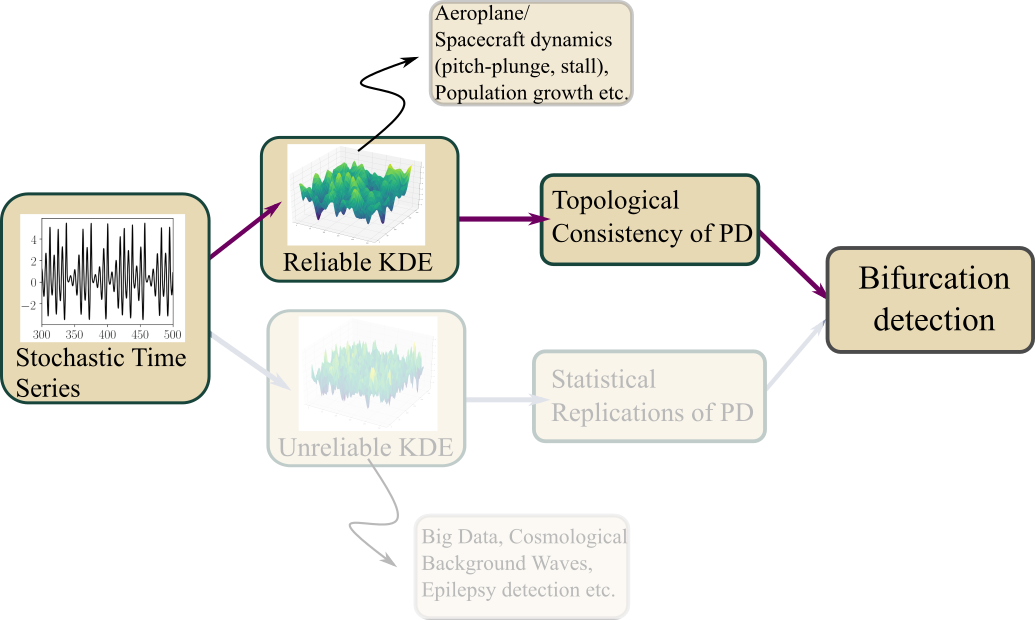 Aeroplane/
Spacecraft dynamics
(pitch-plunge, stall),
Population growth etc.
4
2
0
−2
300 350 400 450 500
Stochastic Time
Series
Reliable KDE
Topological
Consistency of PD
Bifurcation
detection
Unreliable KDE
Statistical
Replications of PD
Big Data, Cosmological
Background Waves,
Epilepsy detection etc.